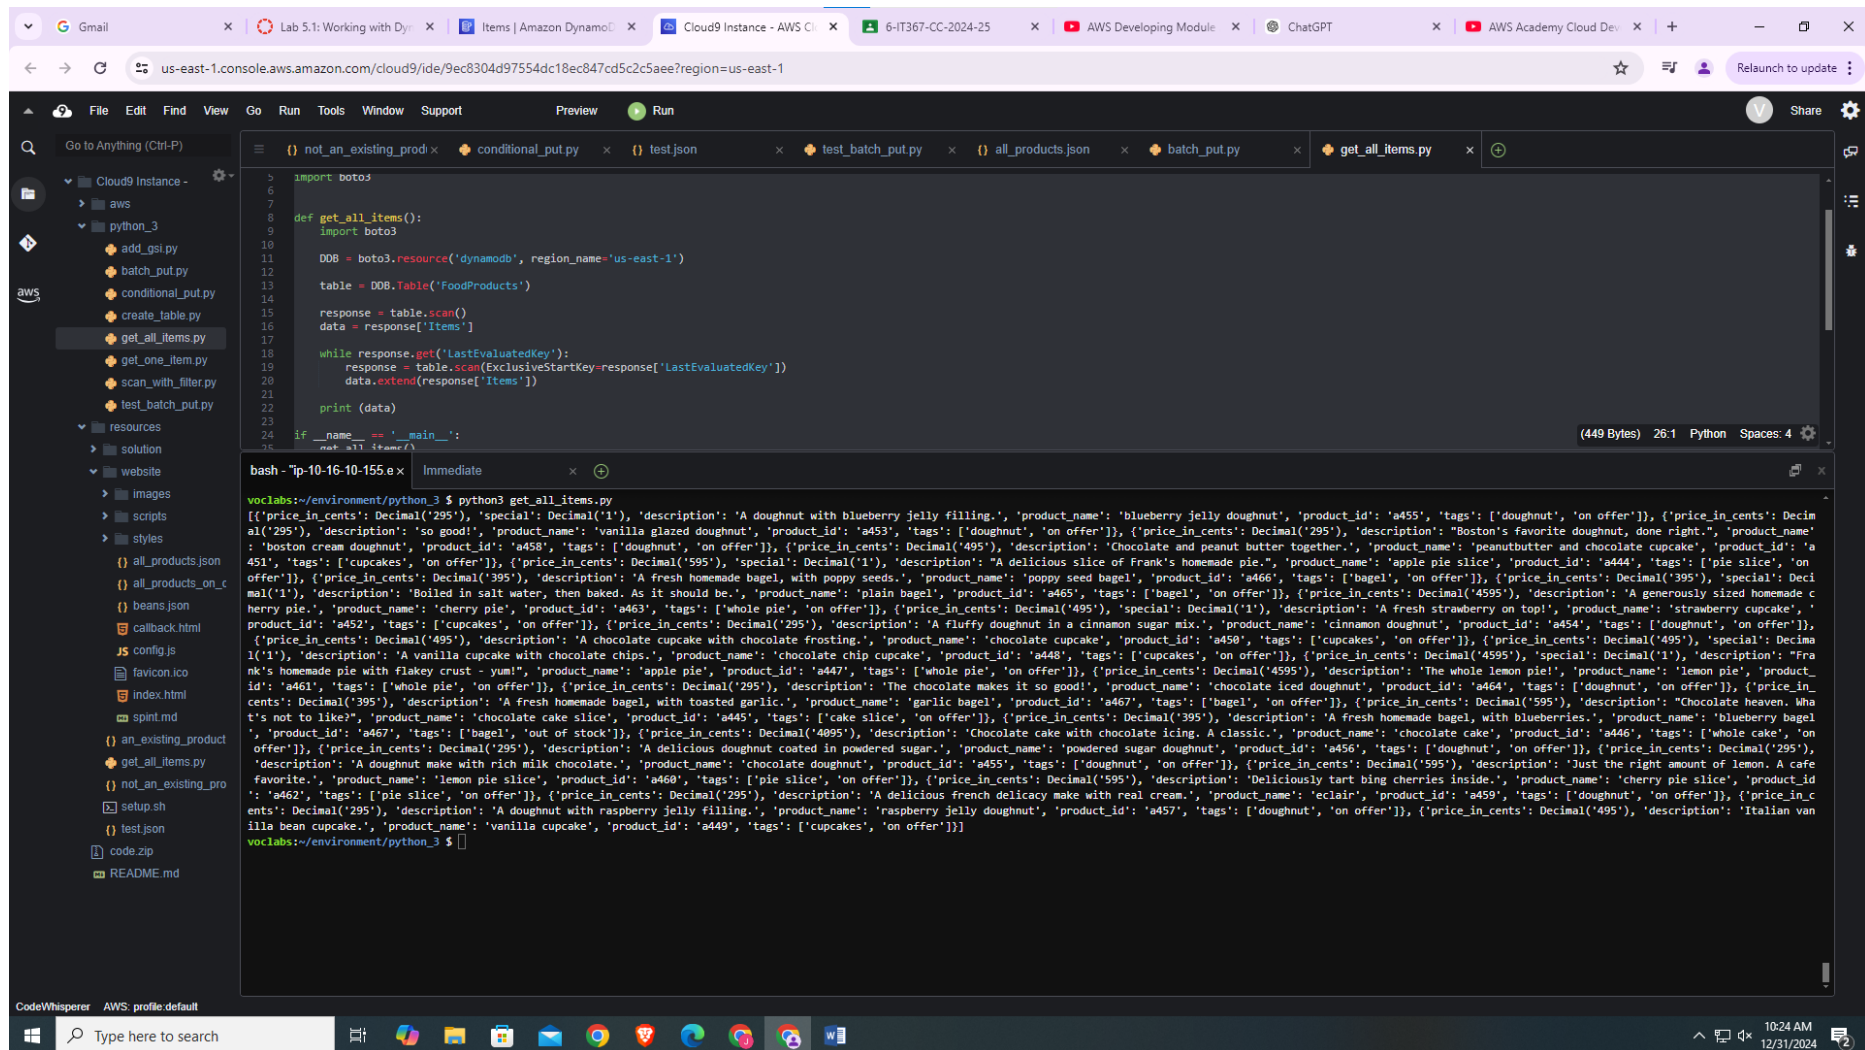 Gmail
Lab 5.1: Working with Dyn
Items | Amazon DynamoD
Cloud9 Instance - AWS Cl
6-IT367-CC-2024-25
AWS Developing Module
ChatGPT
AWS Academy Cloud Dev
us-east-1.console.aws.amazon.com/cloud9/ide/9ec8304d97554dc18ec847cd5c2c5aee?region=us-east-1
Relaunch to update
File Edit Find View Go Run Tools Window Support Preview Run
V Share
Go to Anything (Ctrl-P)
not_an_existing_prod
conditional_put.py
test.json
test_batch_put.py
all_products.json
batch_put.py
get_all_items.py
Cloud9 Instance -
aws
python_3
add_gsi.py
batch_put.py
conditional_put.py
create_table.py
get_all_items.py
get_one_item.py
scan_with_filter.py
test_batch_put.py
resources
solution
website
images
scripts
styles
all_products.json
all_products_on_c
beans.json
callback.html
config.js
favicon.ico
index.html
spint.md
an_existing_product
get_all_items.py
not_an_existing_pro
setup.sh
test.json
code.zip
README.md
aws
5 import boto3
6
7
8 def get_all_items():
9 import boto3
10
11 DDB = boto3.resource('dynamodb', region_name='us-east-1')
12
13 table = DDB.Table('FoodProducts')
14
15 response = table.scan()
16 data = response['Items']
17
18 while response.get('LastEvaluatedKey'):
19 response = table.scan(ExclusiveStartKey=response['LastEvaluatedKey'])
20 data.extend(response['Items'])
21
22 print (data)
23
24 if __name__ == '__main__':
25 get_all_items()
(449 Bytes) 26:1 Python Spaces: 4
bash - "ip-10-16-10-155.e
Immediate
voclabs:~/environment/python_3 $ python3 get_all_items.py
[{'price_in_cents': Decimal('295'), 'special': Decimal('1'), 'description': 'A doughnut with blueberry jelly filling.', 'product_name': 'blueberry jelly doughnut', 'product_id': 'a455', 'tags': ['doughnut', 'on offer']}, {'price_in_cents': Decim
al('295'), 'description': 'so good!', 'product_name': 'vanilla glazed doughnut', 'product_id': 'a453', 'tags': ['doughnut', 'on offer']}, {'price_in_cents': Decimal('295'), 'description': "Boston's favorite doughnut, done right.", 'product_name'
: 'boston cream doughnut', 'product_id': 'a458', 'tags': ['doughnut', 'on offer']}, {'price_in_cents': Decimal('495'), 'description': 'Chocolate and peanut butter together.', 'product_name': 'peanutbutter and chocolate cupcake', 'product_id': 'a
451', 'tags': ['cupcakes', 'on offer']}, {'price_in_cents': Decimal('595'), 'special': Decimal('1'), 'description': "A delicious slice of Frank's homemade pie.", 'product_name': 'apple pie slice', 'product_id': 'a444', 'tags': ['pie slice', 'on
offer']}, {'price_in_cents': Decimal('395'), 'description': 'A fresh homemade bagel, with poppy seeds.', 'product_name': 'poppy seed bagel', 'product_id': 'a466', 'tags': ['bagel', 'on offer']}, {'price_in_cents': Decimal('395'), 'special': Deci
mal('1'), 'description': 'Boiled in salt water, then baked. As it should be.', 'product_name': 'plain bagel', 'product_id': 'a465', 'tags': ['bagel', 'on offer']}, {'price_in_cents': Decimal('4595'), 'description': 'A generously sized homemade c
herry pie.', 'product_name': 'cherry pie', 'product_id': 'a463', 'tags': ['whole pie', 'on offer']}, {'price_in_cents': Decimal('495'), 'special': Decimal('1'), 'description': 'A fresh strawberry on top!', 'product_name': 'strawberry cupcake', '
product_id': 'a452', 'tags': ['cupcakes', 'on offer']}, {'price_in_cents': Decimal('295'), 'description': 'A fluffy doughnut in a cinnamon sugar mix.', 'product_name': 'cinnamon doughnut', 'product_id': 'a454', 'tags': ['doughnut', 'on offer']},
{'price_in_cents': Decimal('495'), 'description': 'A chocolate cupcake with chocolate frosting.', 'product_name': 'chocolate cupcake', 'product_id': 'a450', 'tags': ['cupcakes', 'on offer']}, {'price_in_cents': Decimal('495'), 'special': Decima
l('1'), 'description': 'A vanilla cupcake with chocolate chips.', 'product_name': 'chocolate chip cupcake', 'product_id': 'a448', 'tags': ['cupcakes', 'on offer']}, {'price_in_cents': Decimal('4595'), 'special': Decimal('1'), 'description': "Fra
nk's homemade pie with flakey crust - yum!", 'product_name': 'apple pie', 'product_id': 'a447', 'tags': ['whole pie', 'on offer']}, {'price_in_cents': Decimal('4595'), 'description': 'The whole lemon pie!', 'product_name': 'lemon pie', 'product_
id': 'a461', 'tags': ['whole pie', 'on offer']}, {'price_in_cents': Decimal('295'), 'description': 'The chocolate makes it so good!', 'product_name': 'chocolate iced doughnut', 'product_id': 'a464', 'tags': ['doughnut', 'on offer']}, {'price_in_
cents': Decimal('395'), 'description': 'A fresh homemade bagel, with toasted garlic.', 'product_name': 'garlic bagel', 'product_id': 'a467', 'tags': ['bagel', 'on offer']}, {'price_in_cents': Decimal('595'), 'description': "Chocolate heaven. Wha
t's not to like?", 'product_name': 'chocolate cake slice', 'product_id': 'a445', 'tags': ['cake slice', 'on offer']}, {'price_in_cents': Decimal('395'), 'description': 'A fresh homemade bagel, with blueberries.', 'product_name': 'blueberry bagel
', 'product_id': 'a467', 'tags': ['bagel', 'out of stock']}, {'price_in_cents': Decimal('4095'), 'description': 'Chocolate cake with chocolate icing. A classic.', 'product_name': 'chocolate cake', 'product_id': 'a446', 'tags': ['whole cake', 'on
offer']}, {'price_in_cents': Decimal('295'), 'description': 'A delicious doughnut coated in powdered sugar.', 'product_name': 'powdered sugar doughnut', 'product_id': 'a456', 'tags': ['doughnut', 'on offer']}, {'price_in_cents': Decimal('295'),
'description': 'A doughnut make with rich milk chocolate.', 'product_name': 'chocolate doughnut', 'product_id': 'a455', 'tags': ['doughnut', 'on offer']}, {'price_in_cents': Decimal('595'), 'description': 'Just the right amount of lemon. A cafe
favorite.', 'product_name': 'lemon pie slice', 'product_id': 'a460', 'tags': ['pie slice', 'on offer']}, {'price_in_cents': Decimal('595'), 'description': 'Deliciously tart bing cherries inside.', 'product_name': 'cherry pie slice', 'product_id
': 'a462', 'tags': ['pie slice', 'on offer']}, {'price_in_cents': Decimal('295'), 'description': 'A delicious french delicacy make with real cream.', 'product_name': 'eclair', 'product_id': 'a459', 'tags': ['doughnut', 'on offer']}, {'price_in_c
ents': Decimal('295'), 'description': 'A doughnut with raspberry jelly filling.', 'product_name': 'raspberry jelly doughnut', 'product_id': 'a457', 'tags': ['doughnut', 'on offer']}, {'price_in_cents': Decimal('495'), 'description': 'Italian van
illa bean cupcake.', 'product_name': 'vanilla cupcake', 'product_id': 'a449', 'tags': ['cupcakes', 'on offer']}]
voclabs:~/environment/python_3 $
CodeWhisperer AWS: profile:default
Type here to search
10:24 AM
12/31/2024
2